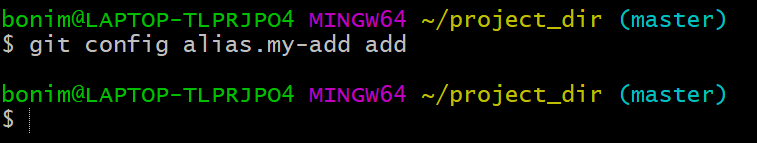 bonim@LAPTOP-TLPRJPO4 MINGW64 ~/project_dir (master)
$ git config alias.my-add add
bonim@LAPTOP-TLPRJPO4 MINGW64 ~/project_dir (master)
$